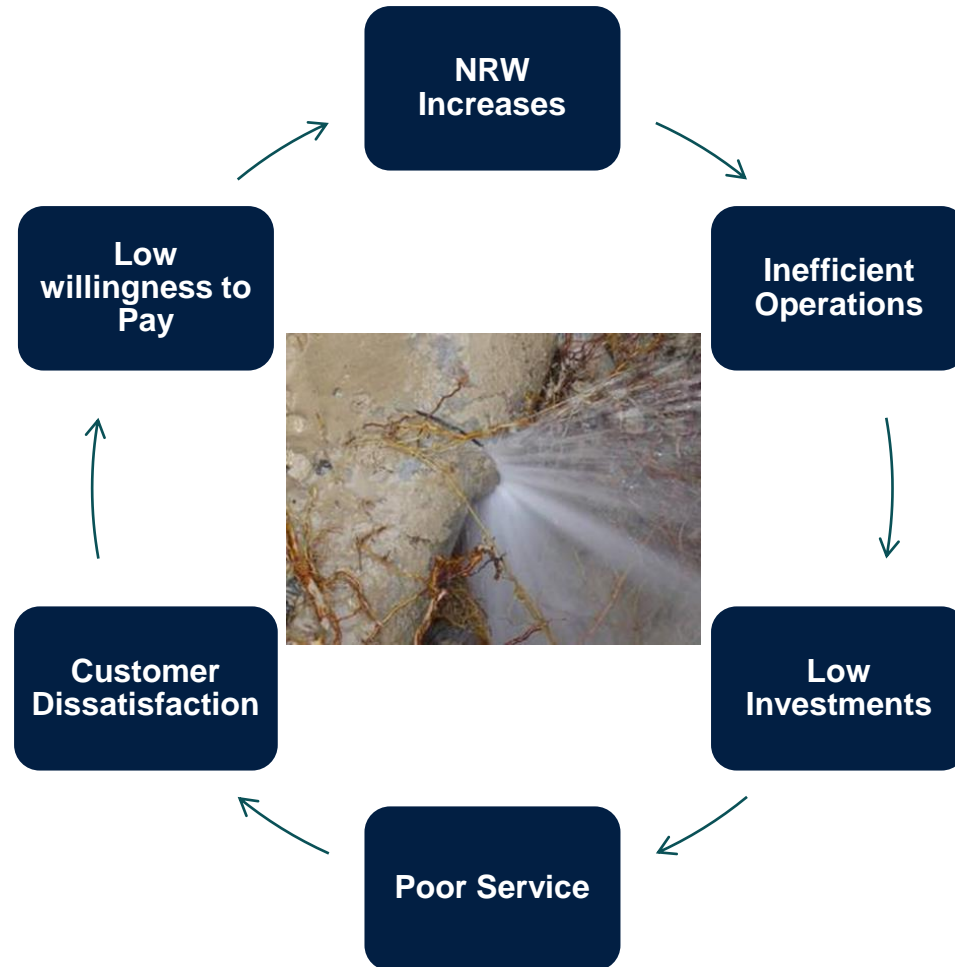 NRW
Increases
Inefficient
Operations
Low
Investments
Poor Service
Customer
Dissatisfaction
Low
willingness to
Pay